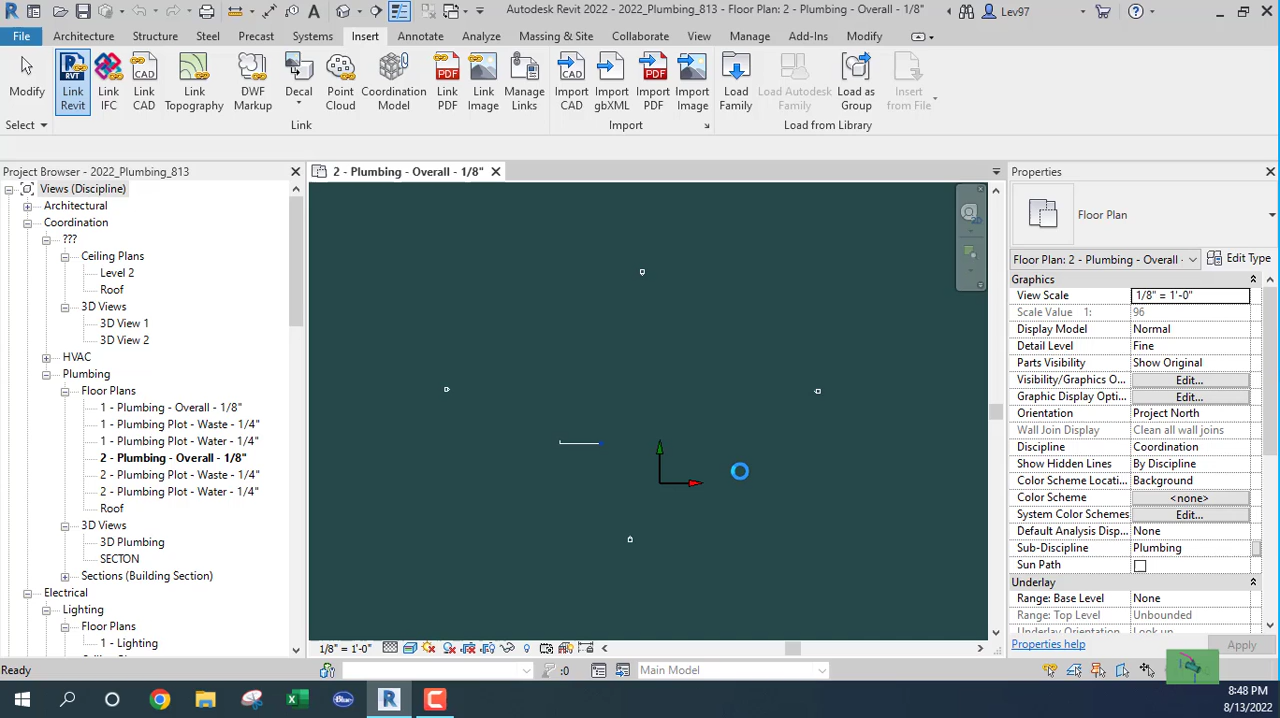 Autodesk Revit 2022 - 2022_Plumbing_813 - Floor Plan: 2 - Plumbing - Overall - 1/8"
Lev97
File Architecture Structure Steel Precast Systems Insert Annotate Analyze Massing & Site Collaborate View Manage Add-Ins Modify
Modify
Link Revit
Link IFC
Link CAD
Link Topography
DWF Markup
Decal
Point Cloud
Coordination Model
Link PDF
Link Image
Manage Links
Import CAD
Import gbXML
Import PDF
Import Image
Load Family
Load Autodesk Family
Load as Group
Insert from File
Select Link Import Load from Library
Project Browser - 2022_Plumbing_813
Views (Discipline)
Architectural
Coordination
???
Ceiling Plans
Level 2
Roof
3D Views
3D View 1
3D View 2
HVAC
Plumbing
Floor Plans
1 - Plumbing - Overall - 1/8"
1 - Plumbing Plot - Waste - 1/4"
1 - Plumbing Plot - Water - 1/4"
2 - Plumbing - Overall - 1/8"
2 - Plumbing Plot - Waste - 1/4"
2 - Plumbing Plot - Water - 1/4"
Roof
3D Views
3D Plumbing
SECTON
Sections (Building Section)
Electrical
Lighting
Floor Plans
1 - Lighting
2 - Plumbing - Overall - 1/8"
Properties
Floor Plan
Floor Plan: 2 - Plumbing - Overall - Edit Type
Graphics
View Scale 1/8" = 1'-0"
Scale Value 1: 96
Display Model Normal
Detail Level Fine
Parts Visibility Show Original
Visibility/Graphics O... Edit...
Graphic Display Opti... Edit...
Orientation Project North
Wall Join Display Clean all wall joins
Discipline Coordination
Show Hidden Lines By Discipline
Color Scheme Locati... Background
Color Scheme <none>
System Color Schemes Edit...
Default Analysis Disp... None
Sub-Discipline Plumbing
Sun Path
Underlay
Range: Base Level None
Range: Top Level Unbounded
Underlay Orientation Look up
Properties help Apply
1/8" = 1'-0"
Ready
:0
Main Model
8:48 PM
8/13/2022